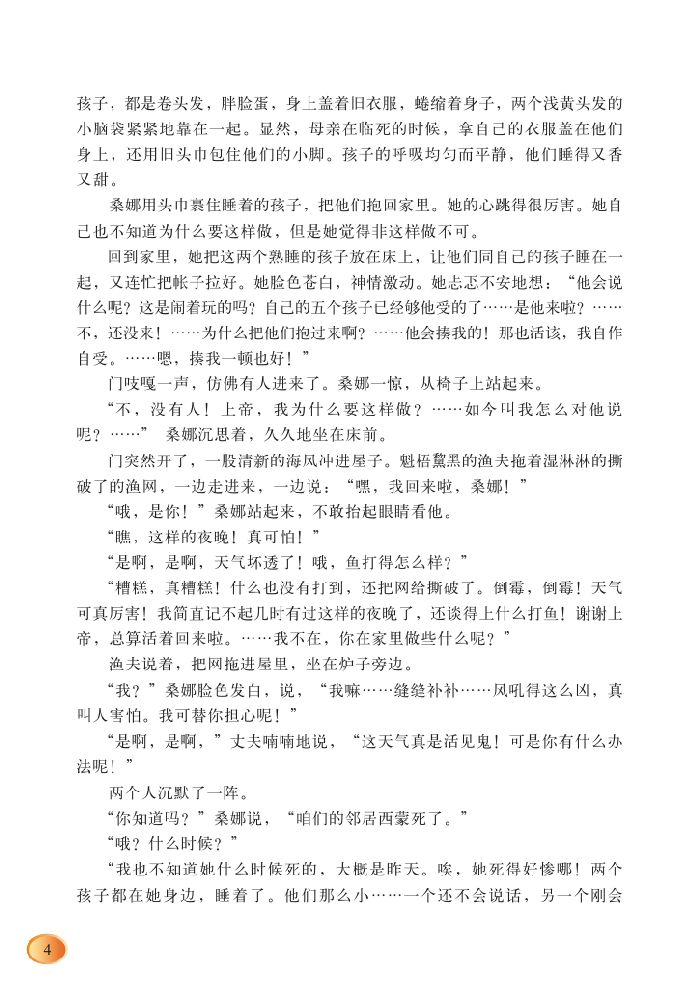 孩子，都是卷头发，胖脸蛋，身上盖着旧衣服，蜷缩着身子，两个浅黄头发的
小脑袋紧紧地靠在一起。显然，母亲在临死的时候，拿自己的衣服盖在他们
身上，还用旧头巾包住他们的小脚。孩子的呼吸均匀而平静，他们睡得又香
又甜。
桑娜用头巾裹住睡着的孩子，把他们抱回家里。她的心跳得很厉害。她自
己也不知道为什么要这样做，但是她觉得非这样做不可。
回到家里，她把这两个熟睡的孩子放在床上，让他们同自己的孩子睡在一
起，又连忙把帐子拉好。她脸色苍白，神情激动。她忐忑不安地想：“他会说
什么呢？这是闹着玩的吗？自己的五个孩子已经够他受的了……是他来啦？……
不，还没来！……为什么把他们抱过来啊？……他会揍我的！那也活该，我自作
自受。……嗯，揍我一顿也好！”
门吱嘎一声，仿佛有人进来了。桑娜一惊，从椅子上站起来。
“不，没有人！上帝，我为什么要这样做？……如今叫我怎么对他说
呢？……” 桑娜沉思着，久久地坐在床前。
门突然开了，一股清新的海风冲进屋子。魁梧黧黑的渔夫拖着湿淋淋的撕
破了的渔网，一边走进来，一边说：“嘿，我回来啦，桑娜！”
“哦，是你！”桑娜站起来，不敢抬起眼睛看他。
“瞧，这样的夜晚！真可怕！”
“是啊，是啊，天气坏透了！哦，鱼打得怎么样？”
“糟糕，真糟糕！什么也没有打到，还把网给撕破了。倒霉，倒霉！天气
可真厉害！我简直记不起几时有过这样的夜晚了，还谈得上什么打鱼！谢谢上
帝，总算活着回来啦。……我不在，你在家里做些什么呢？”
渔夫说着，把网拖进屋里，坐在炉子旁边。
“我？”桑娜脸色发白，说，“我嘛……缝缝补补……风吼得这么凶，真
叫人害怕。我可替你担心呢！”
“是啊，是啊，”丈夫喃喃地说，“这天气真是活见鬼！可是你有什么办
法呢！”
两个人沉默了一阵。
“你知道吗？”桑娜说，“咱们的邻居西蒙死了。”
“哦？什么时候？”
“我也不知道她什么时候死的，大概是昨天。唉，她死得好惨哪！两个
孩子都在她身边，睡着了。他们那么小……一个还不会说话，另一个刚会
4